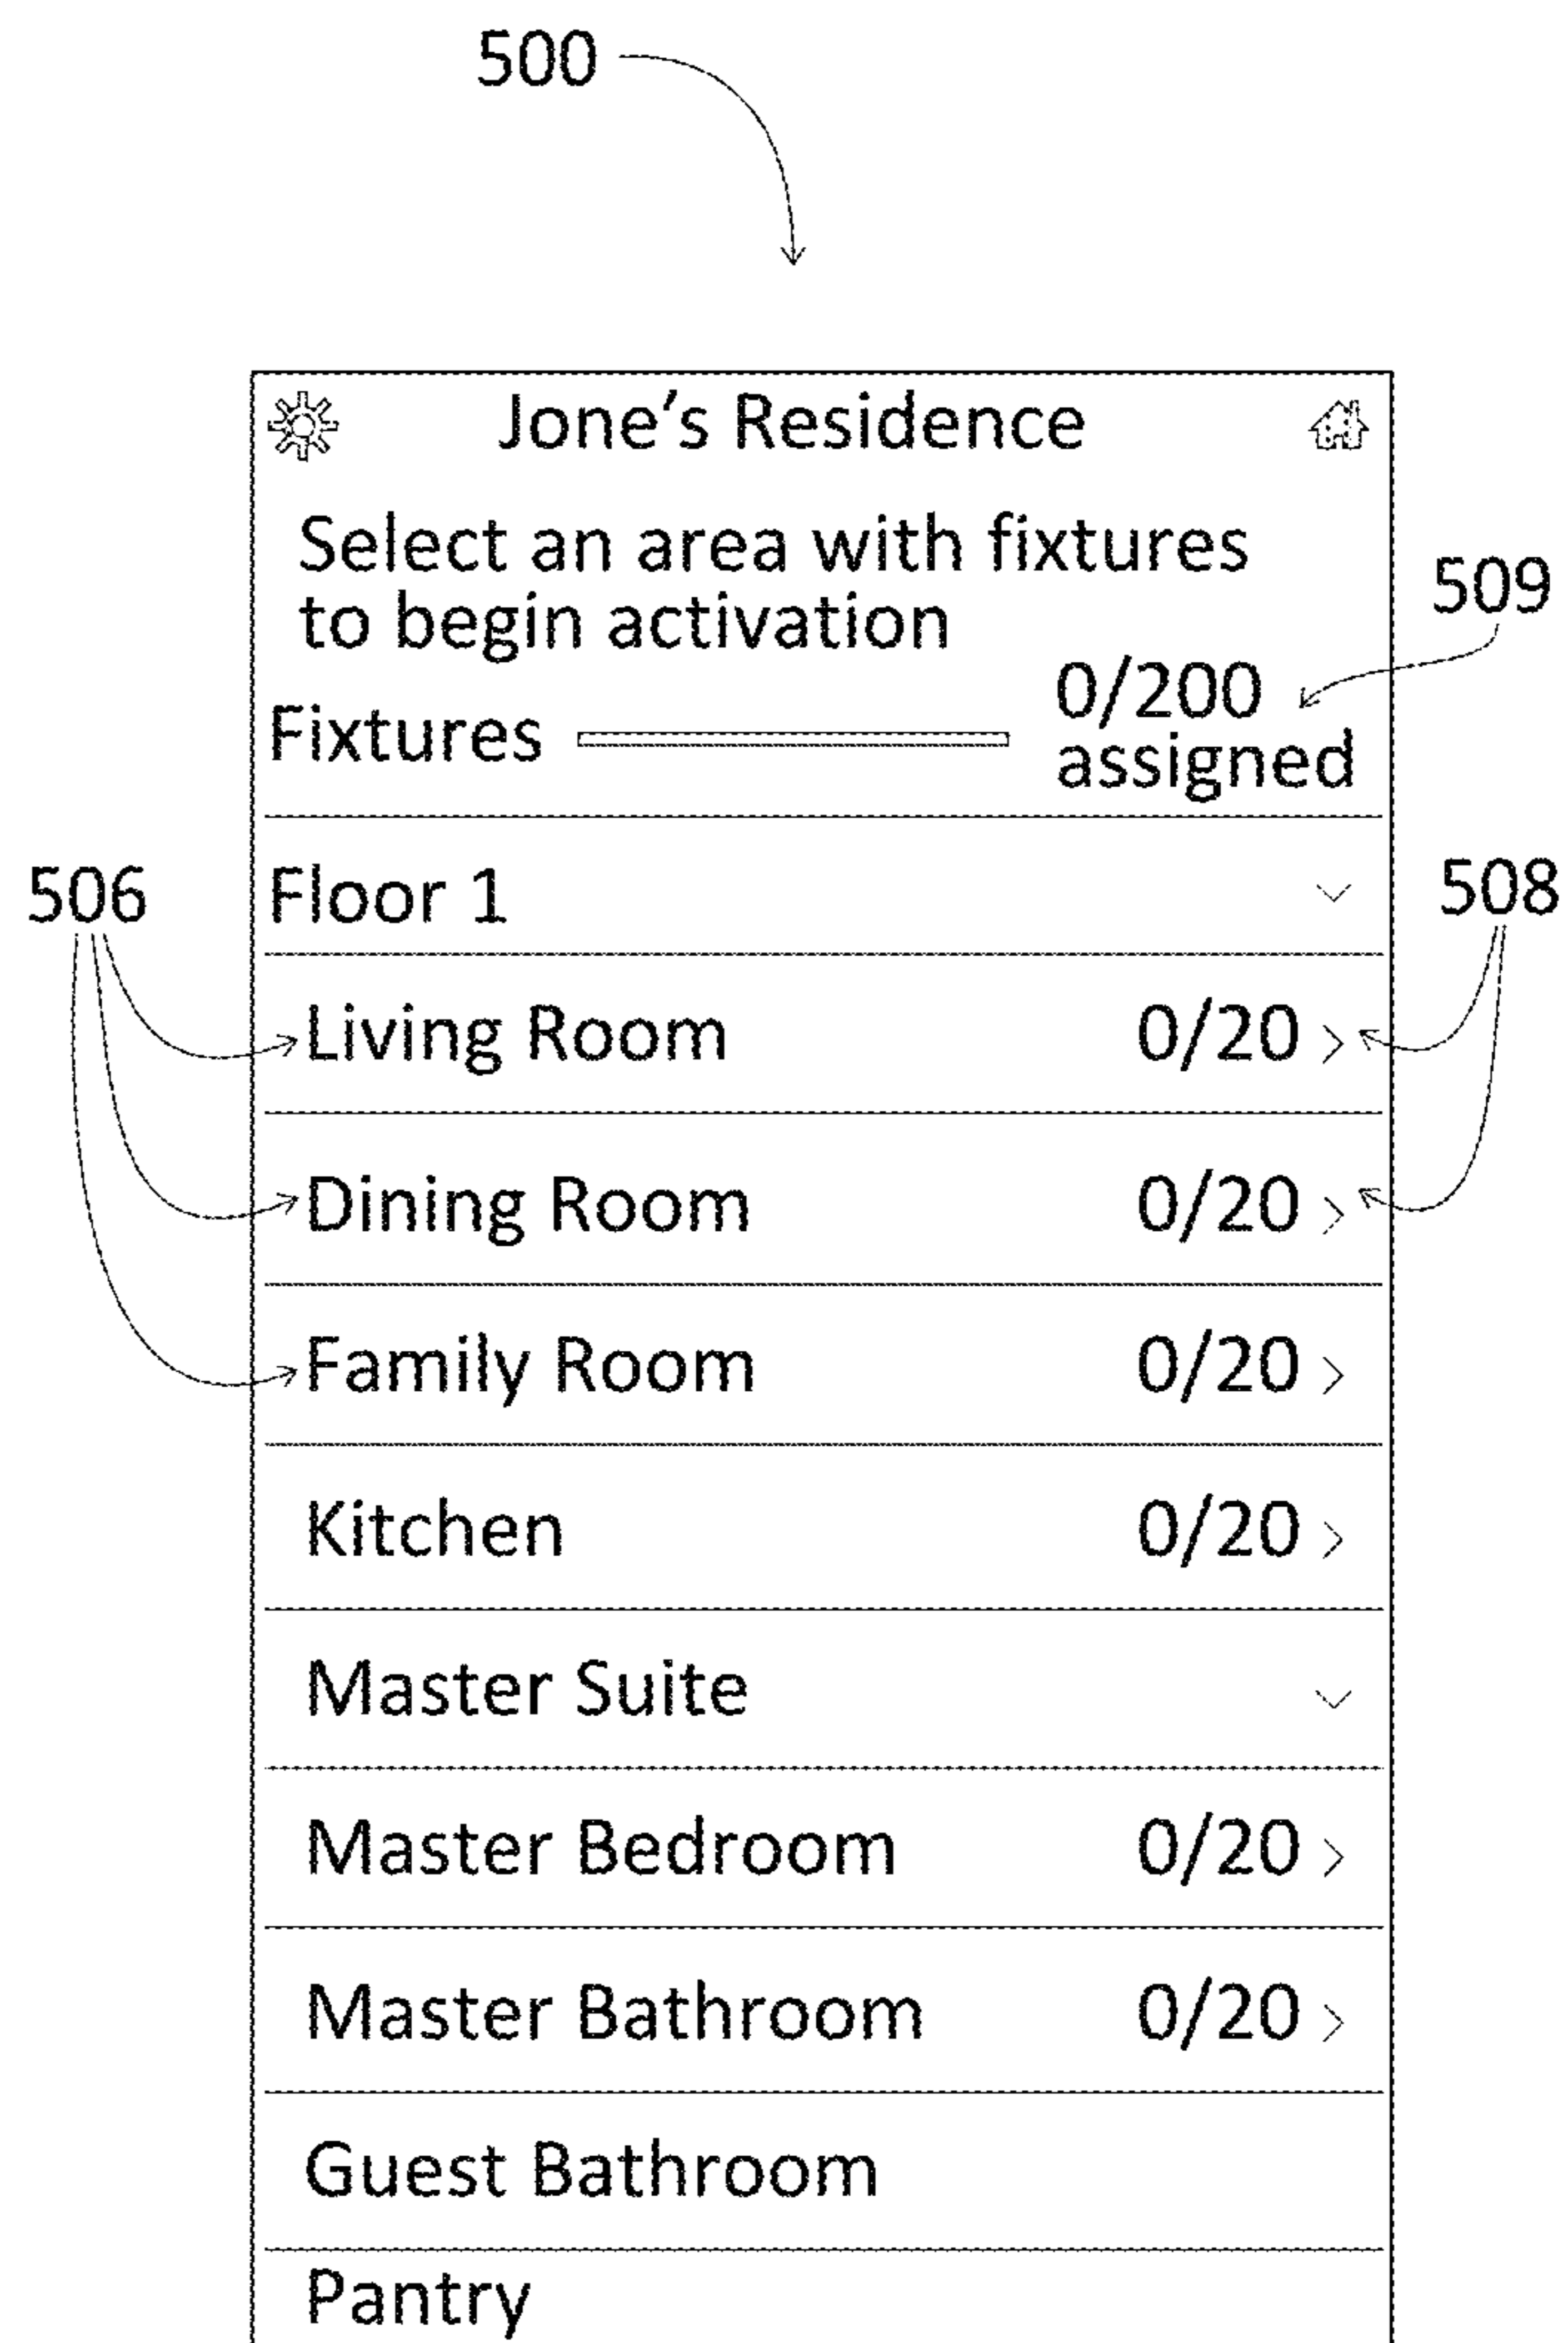 500
Jone's Residence
Select an area with fixtures
to begin activation
509
Fixtures
0/200
assigned
506
Floor 1
508
Living Room 0/20 >
Dining Room 0/20 >
Family Room 0/20 >
Kitchen 0/20 >
Master Suite
Master Bedroom 0/20 >
Master Bathroom 0/20 >
Guest Bathroom
Pantry